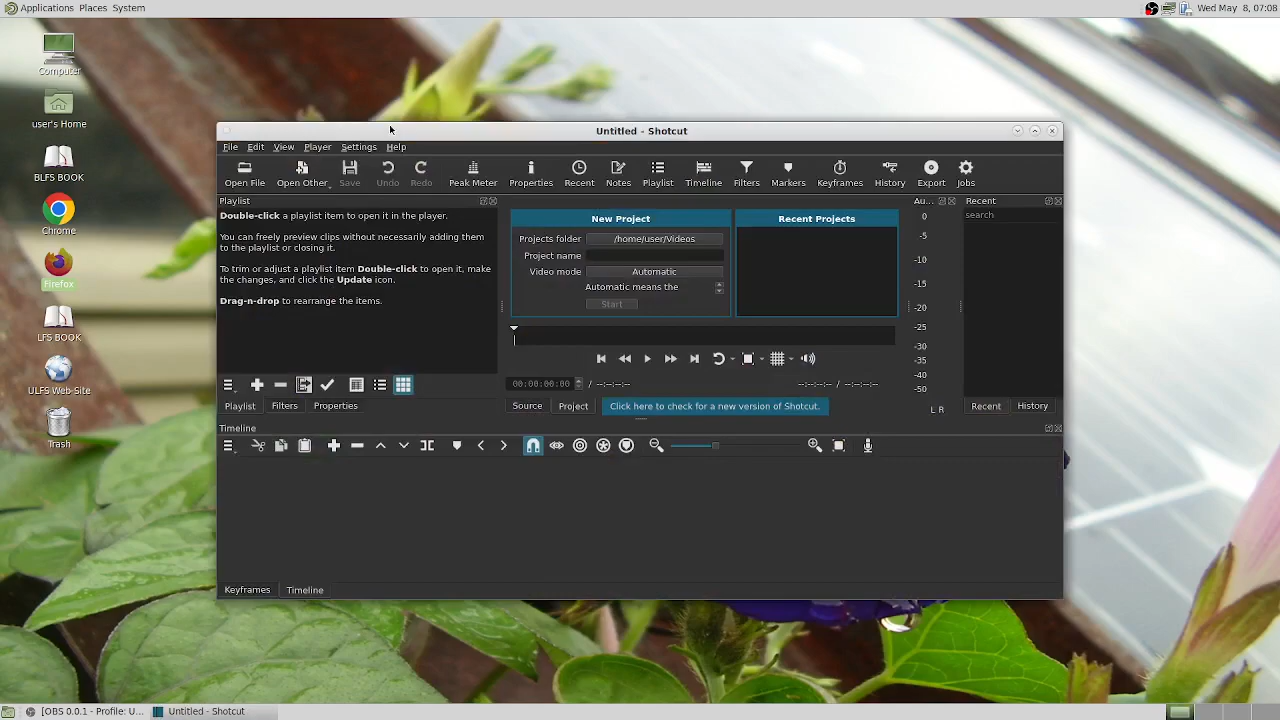 Applications Places System
Wed May 8, 07:08
Computer
user's Home
BLFS BOOK
Chrome
Firefox
LFS BOOK
ULFS Web-Site
Trash
Untitled - Shotcut
File Edit View Player Settings Help
Open File Open Other Save Undo Redo Peak Meter Properties Recent Notes Playlist Timeline Filters Markers Keyframes History Export Jobs
Playlist
Double-click a playlist item to open it in the player.
You can freely preview clips without necessarily adding them
to the playlist or closing it.
To trim or adjust a playlist item Double-click to open it, make
the changes, and click the Update icon.
Drag-n-drop to rearrange the items.
Playlist Filters Properties
New Project
Projects folder /home/user/Videos
Project name
Video mode Automatic
Automatic means the
Start
Recent Projects
00:00:00:00 / --:--:--
--:--:-- / --:--:--
Source Project Click here to check for a new version of Shotcut.
Au...
0
-5
-10
-15
-20
-25
-30
-35
-40
-50
L R
Recent
search
Recent History
Timeline
Keyframes Timeline
[OBS 0.0.1 - Profile: U... Untitled - Shotcut